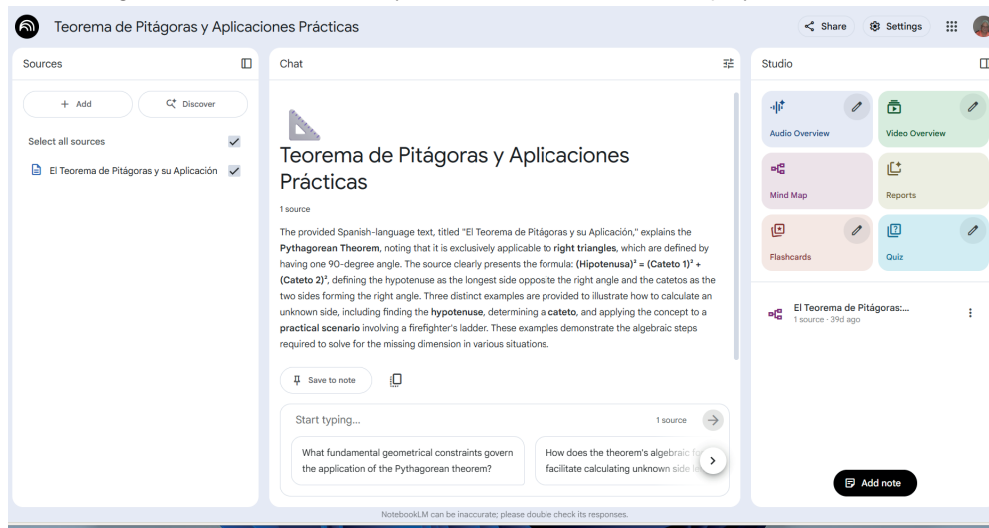 Teorema de Pitágoras y Aplicaciones Prácticas
Share
Settings
Sources
+ Add
Discover
Select all sources
El Teorema de Pitágoras y su Aplicación
Chat
Teorema de Pitágoras y Aplicaciones
Prácticas
1 source
The provided Spanish-language text, titled "El Teorema de Pitágoras y su Aplicación," explains the
Pythagorean Theorem, noting that it is exclusively applicable to right triangles, which are defined by
having one 90-degree angle. The source clearly presents the formula: (Hipotenusa)² = (Cateto 1)² +
(Cateto 2)², defining the hypotenuse as the longest side opposite the right angle and the catetos as the
two sides forming the right angle. Three distinct examples are provided to illustrate how to calculate an
unknown side, including finding the hypotenuse, determining a cateto, and applying the concept to a
practical scenario involving a firefighter's ladder. These examples demonstrate the algebraic steps
required to solve for the missing dimension in various situations.
Save to note
Start typing...
1 source
What fundamental geometrical constraints govern
the application of the Pythagorean theorem?
How does the theorem's algebraic
facilitate calculating unknown side
NotebookLM can be inaccurate; please double check its responses.
Studio
Audio Overview
Video Overview
Mind Map
Reports
Flashcards
Quiz
El Teorema de Pitágoras:...
1 source · 39d ago
Add note